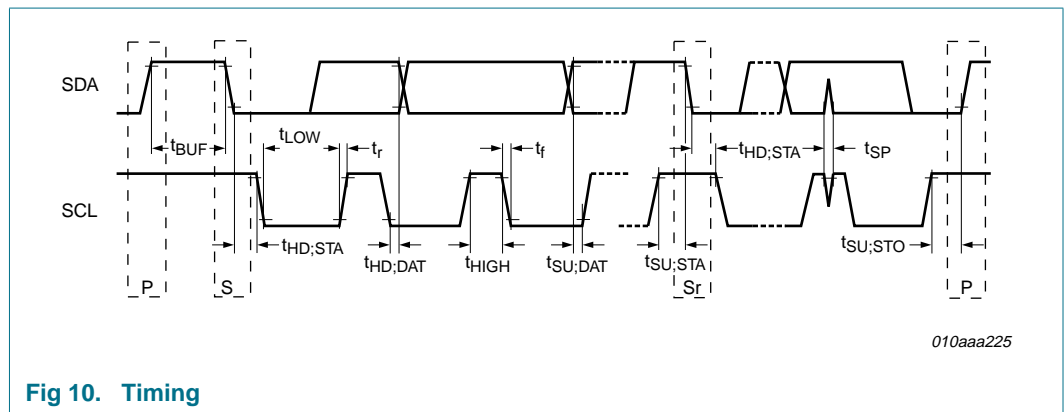 SDA
tBUF
tLOW
tr
tf
tHD;STA
tSP
SCL
tHD;STA
tHD;DAT
tHIGH
tSU;DAT
tSU;STA
tSU;STO
P
S
Sr
P
010aaa225
Fig 10. Timing